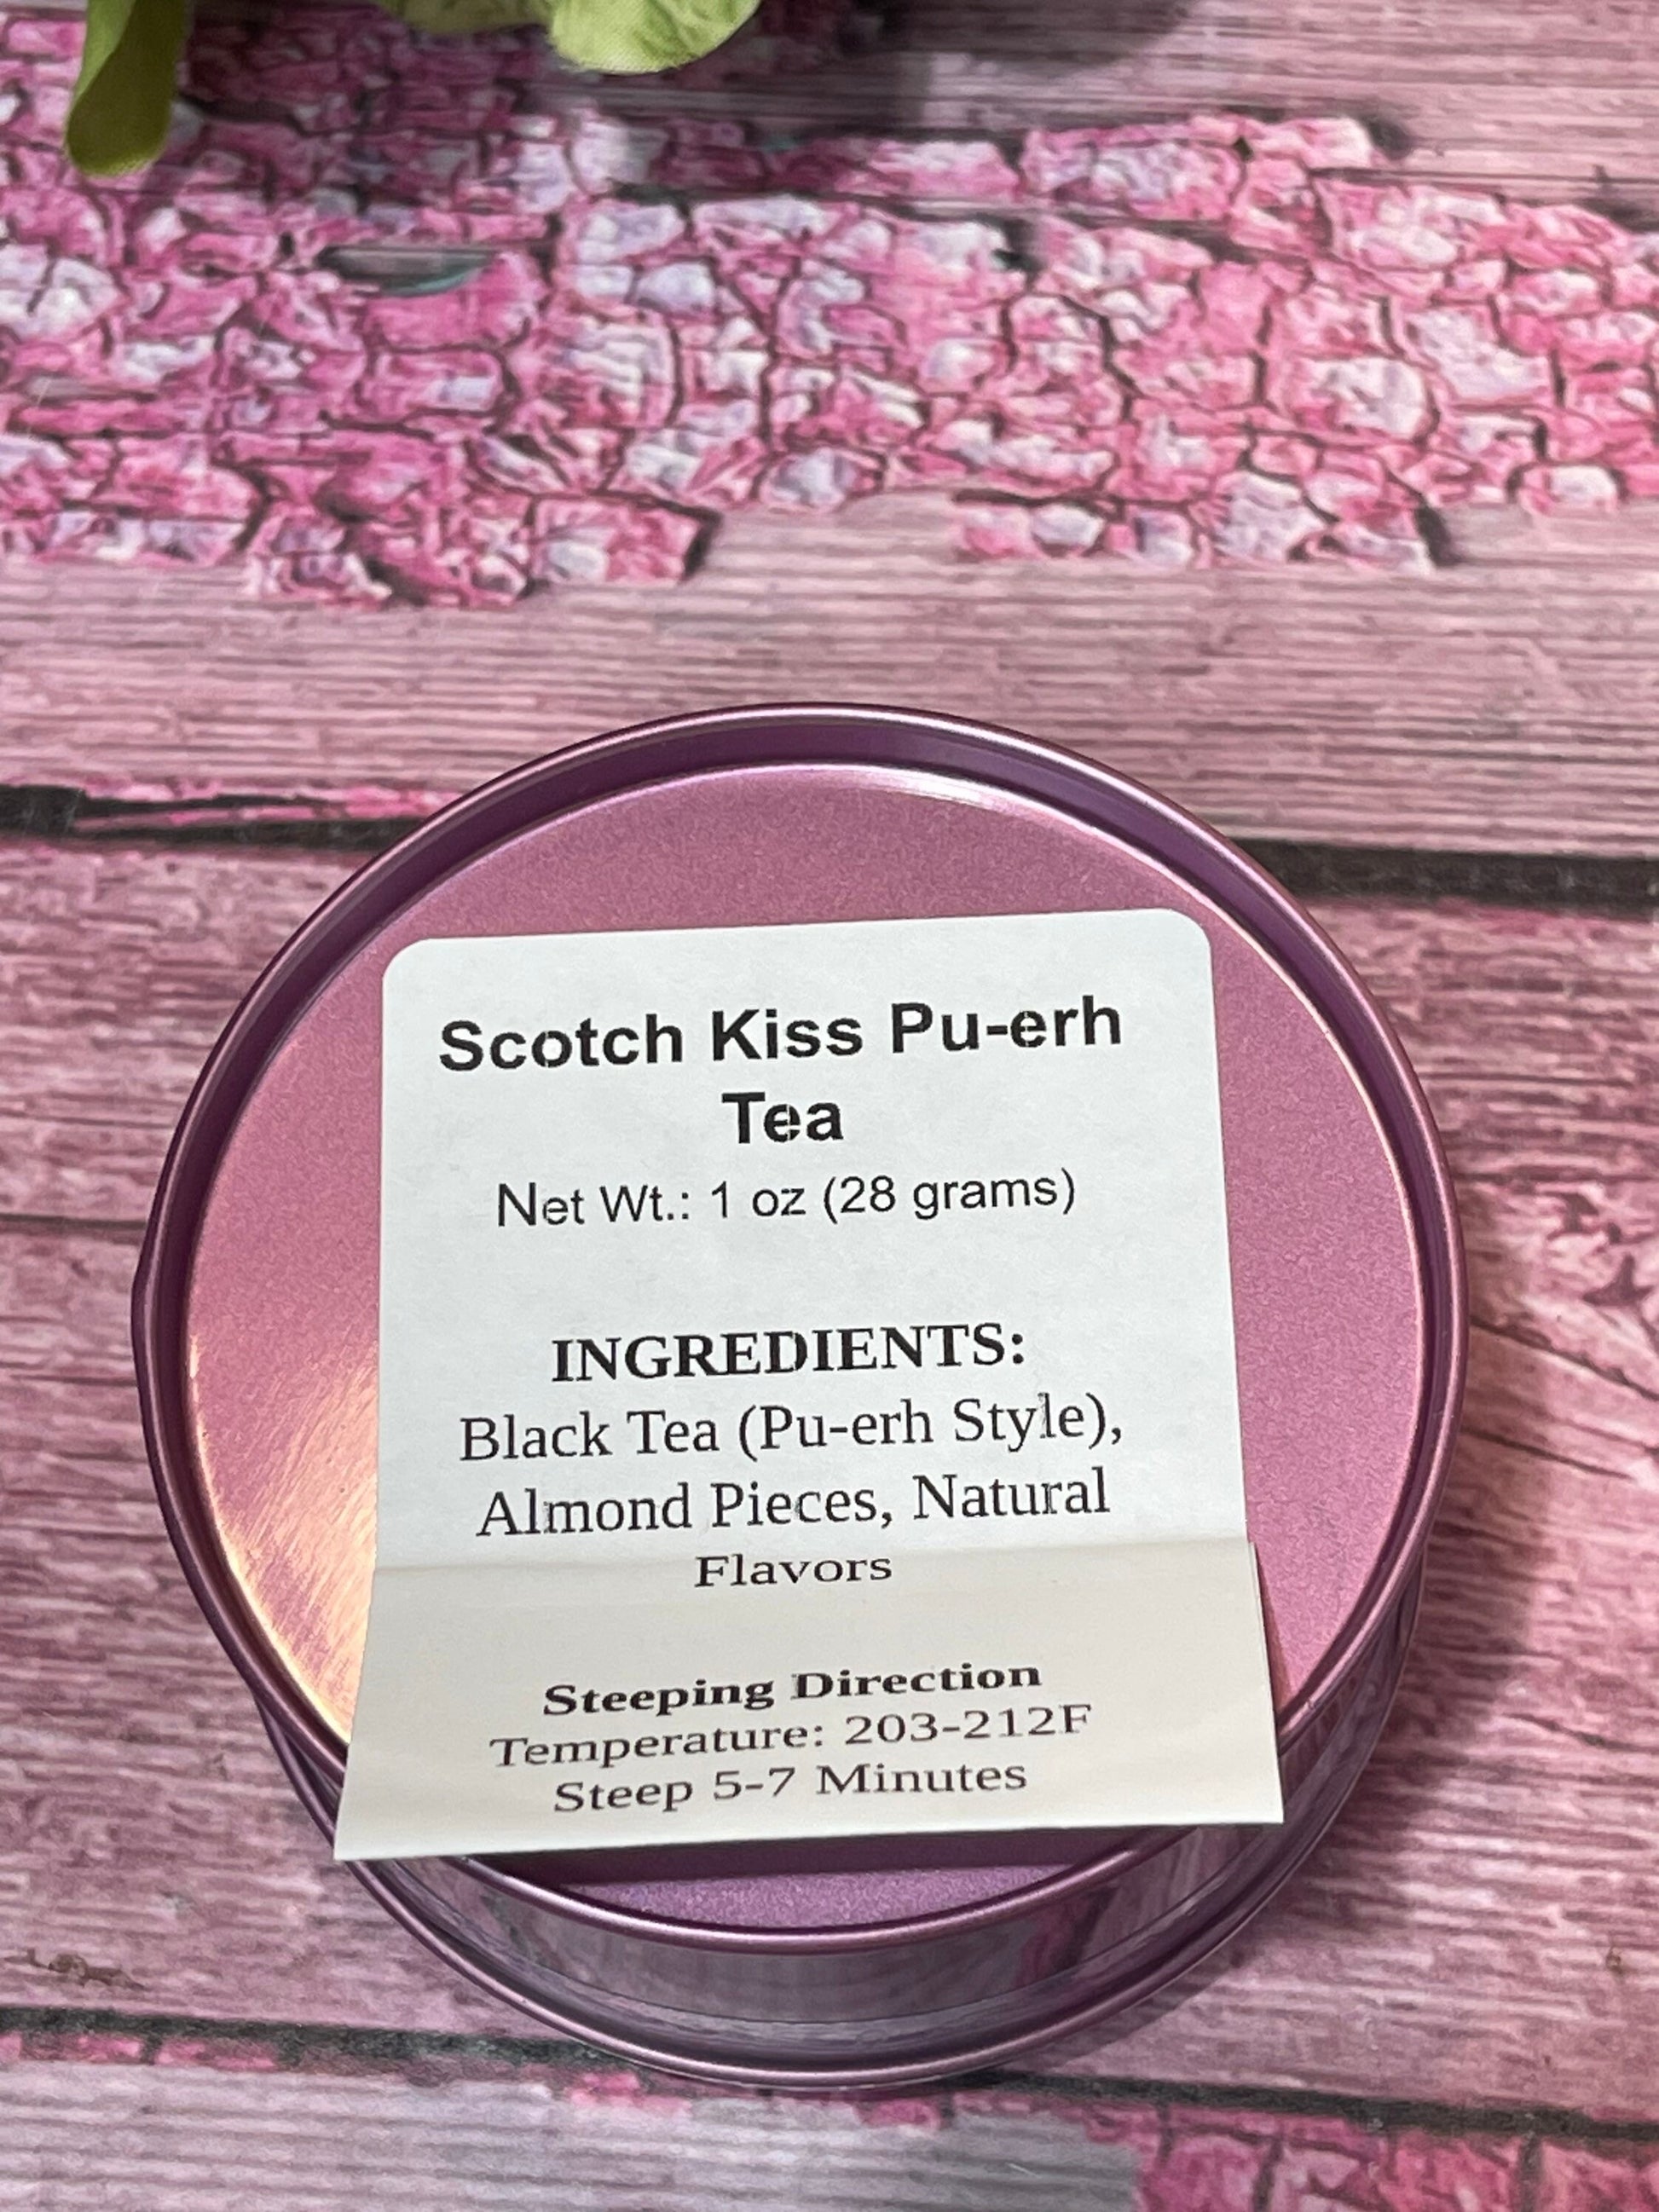 Scotch Kiss Pu-erh
Tea
Net Wt.: 1 oz (28 grams)
INGREDIENTS:
Black Tea (Pu-erh Style),
Almond Pieces, Natural
Flavors
Steeping Direction
Temperature: 203-212F
Steep 5-7 Minutes